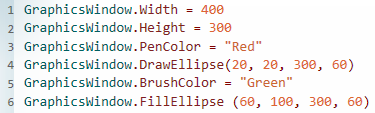 1 GraphicsWindow.Width = 400
2 GraphicsWindow.Height = 300
3 GraphicsWindow.PenColor = "Red"
4 GraphicsWindow.DrawEllipse(20, 20, 300, 60)
5 GraphicsWindow.BrushColor = "Green"
6 GraphicsWindow.FillEllipse (60, 100, 300, 60)